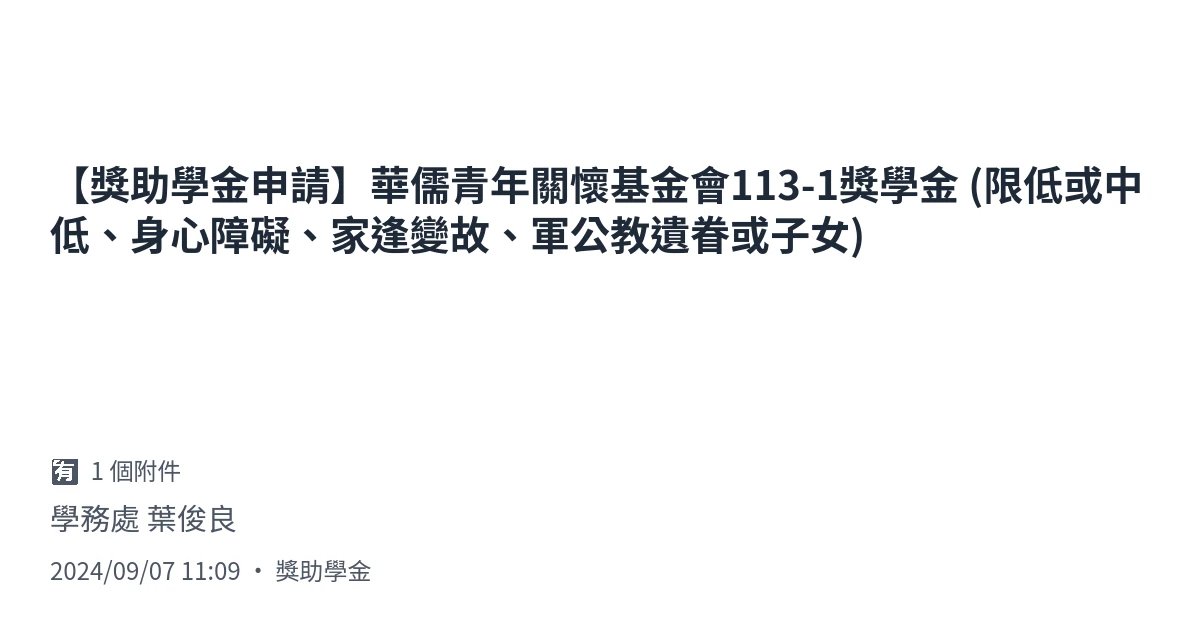 【獎助學金申請】華儒青年關懷基金會113-1獎學金 (限低或中
低、身心障礙、家逢變故、軍公教遺眷或子女)
有 1 個附件
學務處 葉俊良
2024/09/07 11:09 • 獎助學金